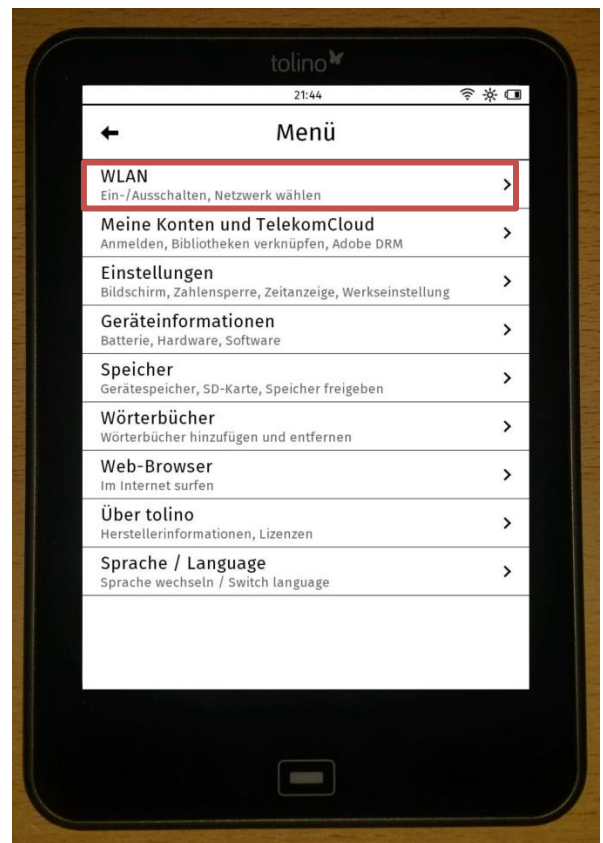 tolino
21:44
Menü
WLAN
Ein-/Ausschalten, Netzwerk wählen
Meine Konten und TelekomCloud
Anmelden, Bibliotheken verknüpfen, Adobe DRM
Einstellungen
Bildschirm, Zahlensperre, Zeitanzeige, Werkseinstellung
Geräteinformationen
Batterie, Hardware, Software
Speicher
Gerätespeicher, SD-Karte, Speicher freigeben
Wörterbücher
Wörterbücher hinzufügen und entfernen
Web-Browser
Im Internet surfen
Über tolino
Herstellerinformationen, Lizenzen
Sprache / Language
Sprache wechseln / Switch language